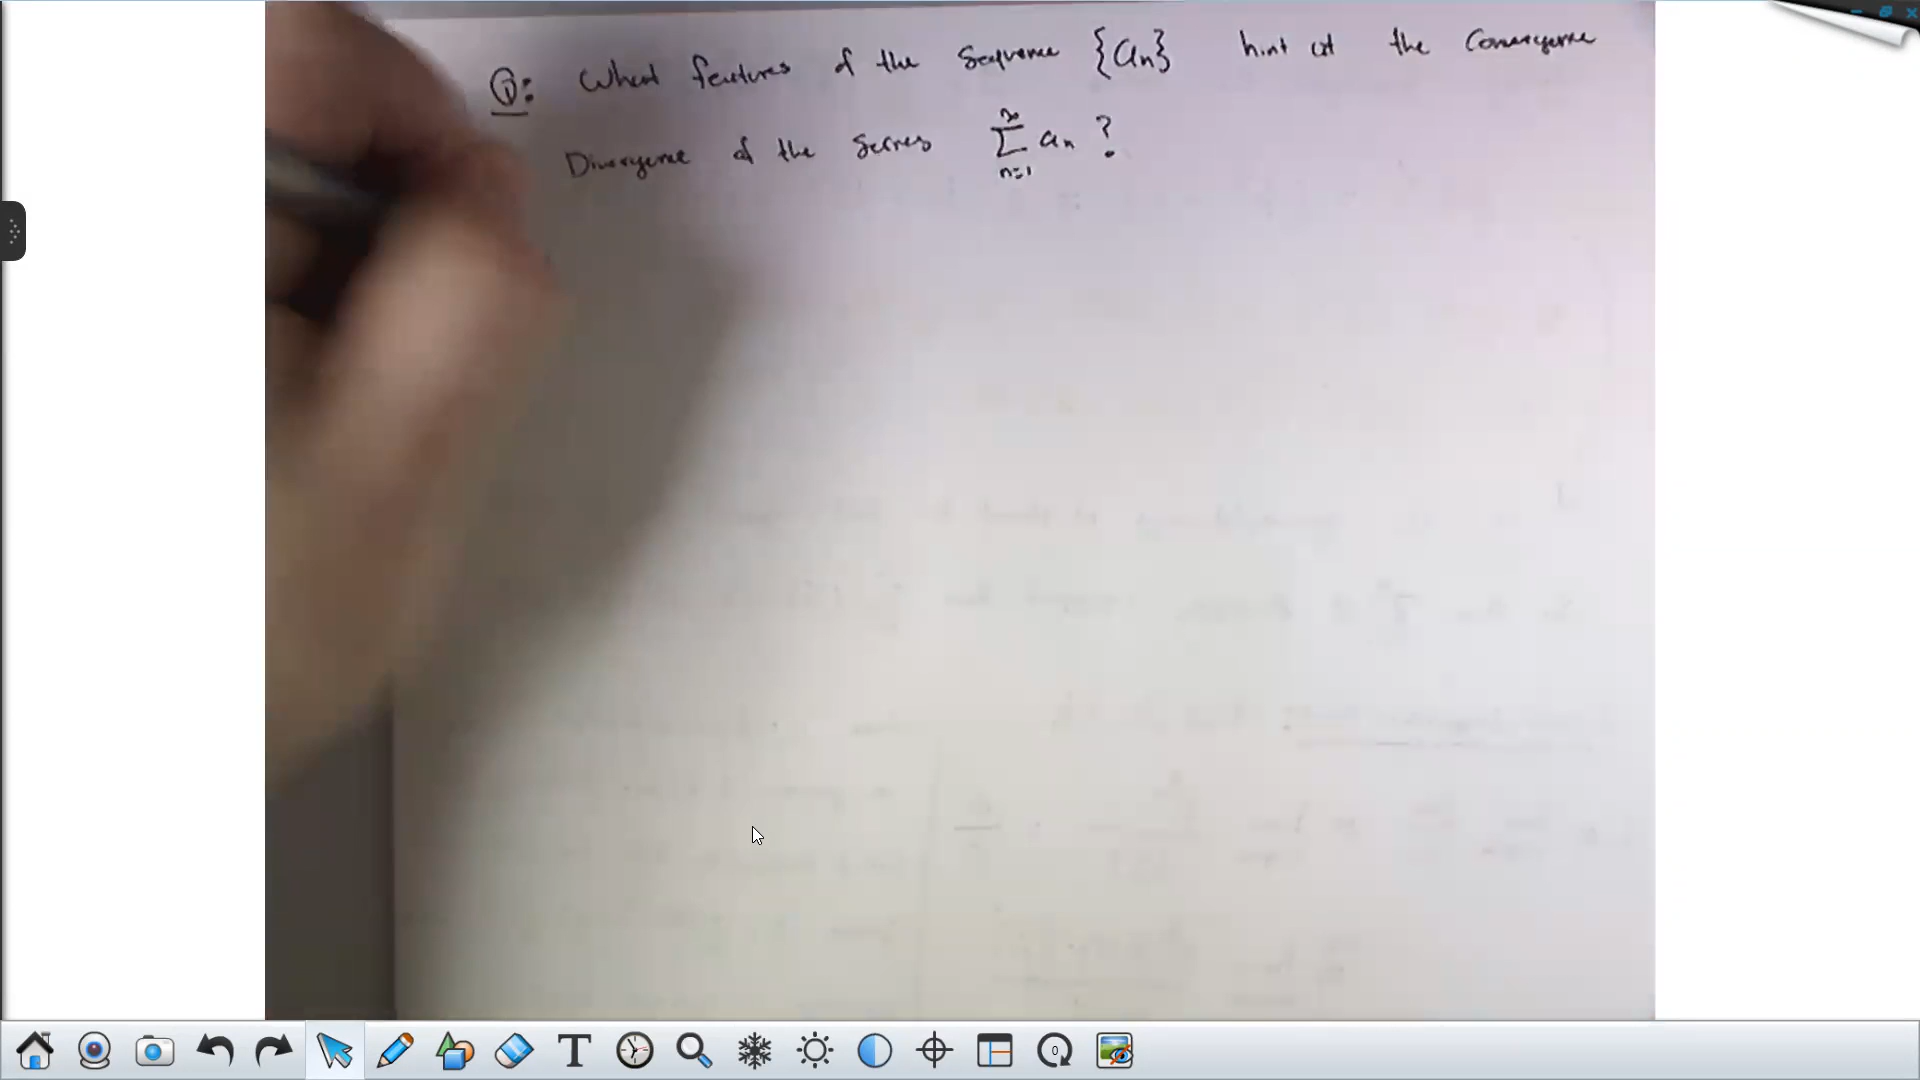 Q: What features of the Sequence {an} hint at the Convergence
Divergence of the Series ∞∑n=1 an ?